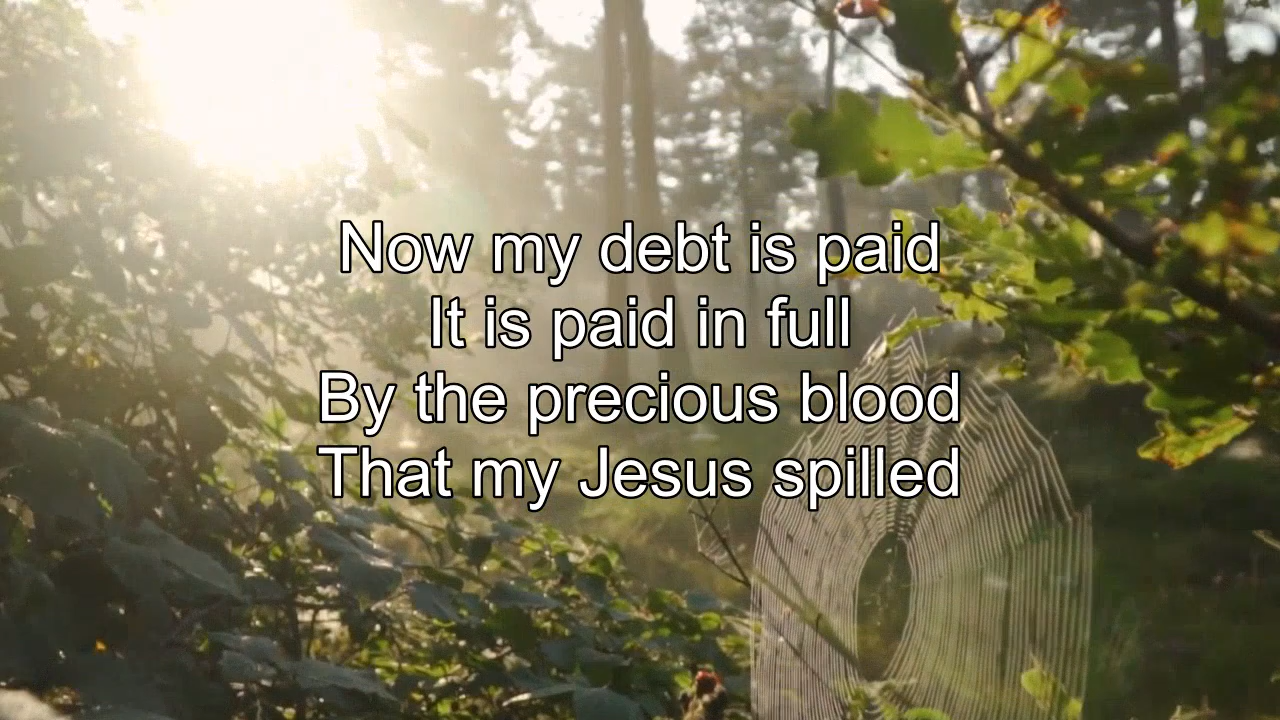 Now my debt is paid
It is paid in full
By the precious blood
That my Jesus spilled